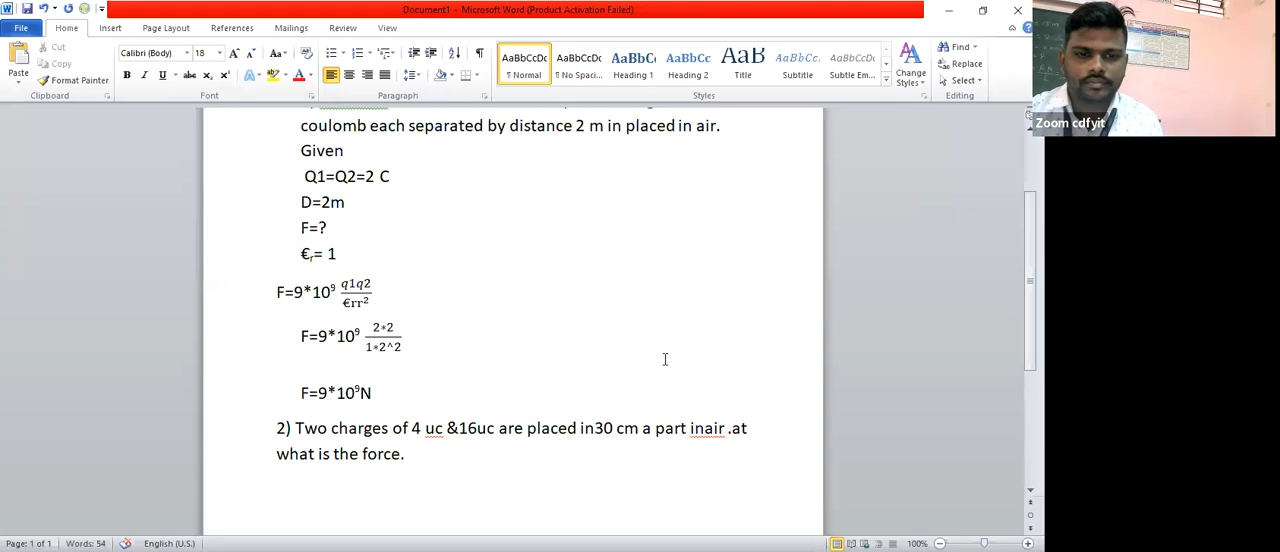 Document1 - Microsoft Word (Product Activation Failed)
File Home Insert Page Layout References Mailings Review View
Cut
Copy
Format Painter
Paste
Calibri (Body) 18
AaBbCcDc AaBbCcDc AaBbC AaBbCc AaB AaBbCc. AaBbCcDc
¶ Normal ¶ No Spaci... Heading 1 Heading 2 Title Subtitle Subtle Em...
Change Styles
Find
Replace
Select
Clipboard Font Paragraph Styles Editing
Zoom cdfyit
coulomb each separated by distance 2 m in placed in air.
Given
Q1=Q2=2 C
D=2m
F=?
€r= 1
F=9*10⁹ q1q2/€rr²
F=9*10⁹ 2*2/1*2^2
F=9*10⁹N
2) Two charges of 4 uc &16uc are placed in30 cm a part inair .at
what is the force.
Page: 1 of 1 Words: 54 English (U.S.) 100%